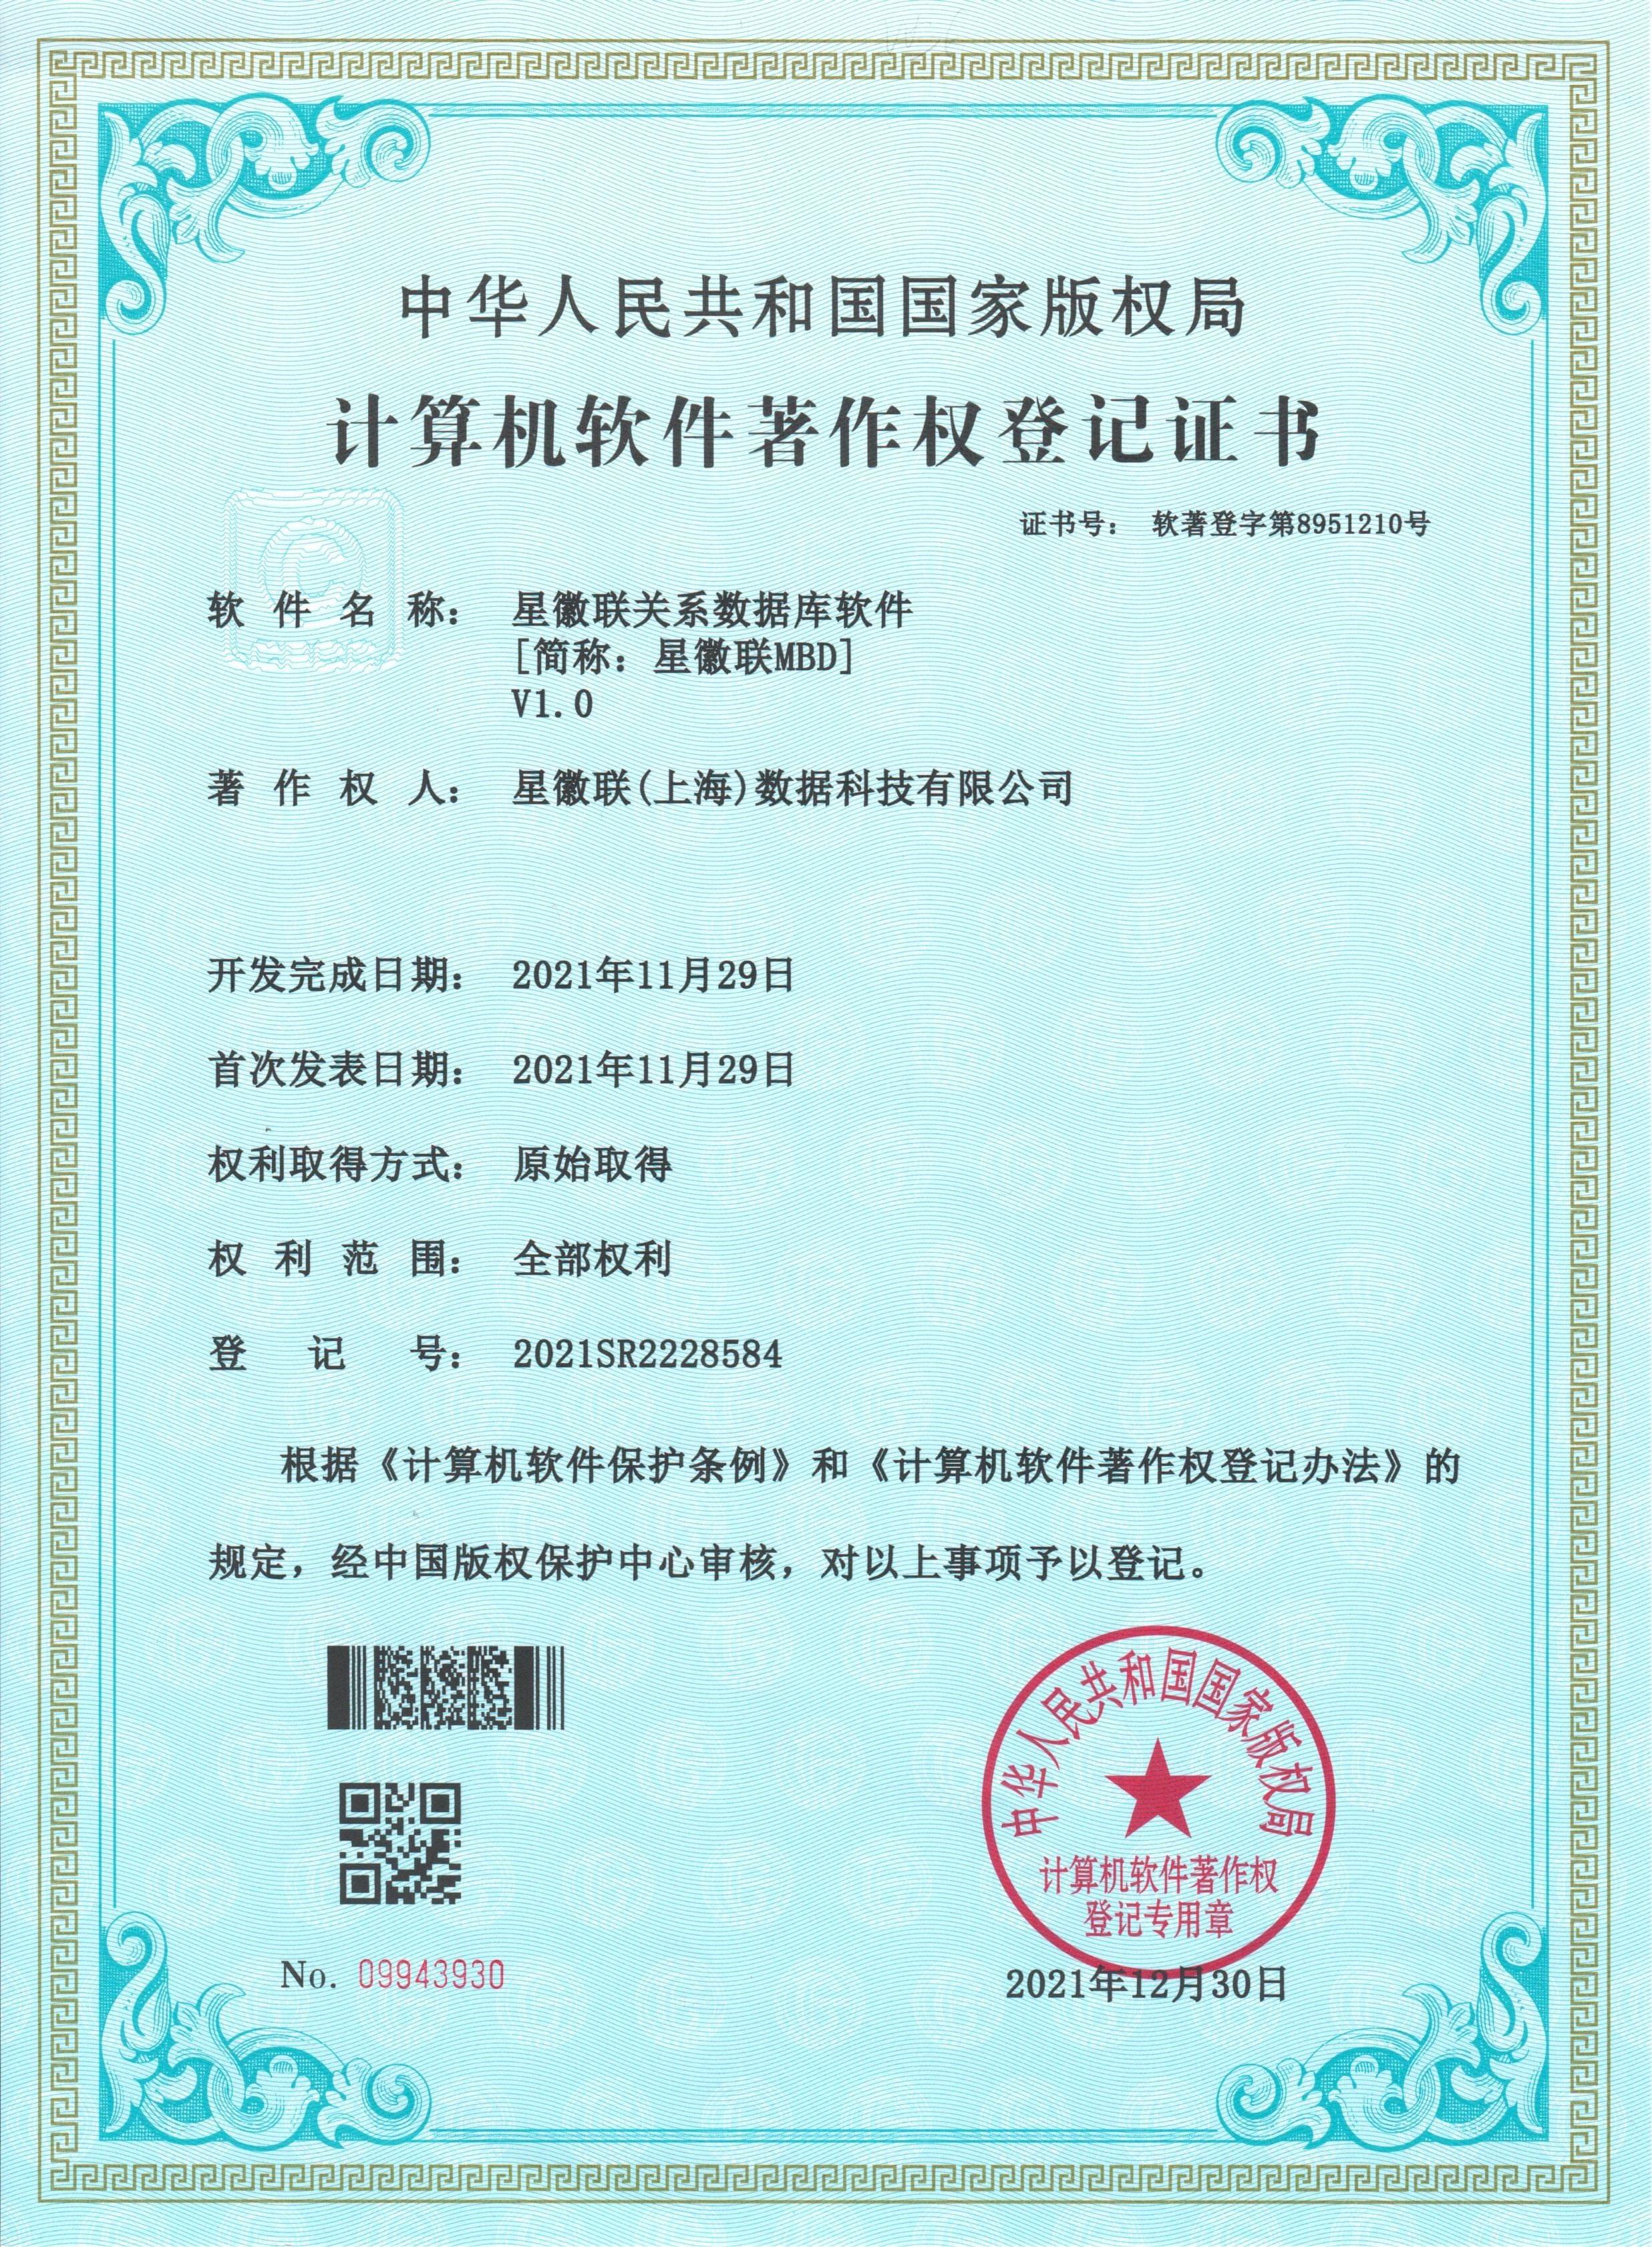 中华人民共和国国家版权局
计算机软件著作权登记证书
证书号： 软著登字第8951210号
软件名称： 星徽联关系数据库软件
[简称：星徽联MBD]
V1.0
著作权人： 星徽联(上海)数据科技有限公司
开发完成日期： 2021年11月29日
首次发表日期： 2021年11月29日
权利取得方式： 原始取得
权利范围： 全部权利
登记号： 2021SR2228584
根据《计算机软件保护条例》和《计算机软件著作权登记办法》的
规定，经中国版权保护中心审核，对以上事项予以登记。
中华人民共和国国家版权局
计算机软件著作权
登记专用章
No. 09943930
2021年12月30日